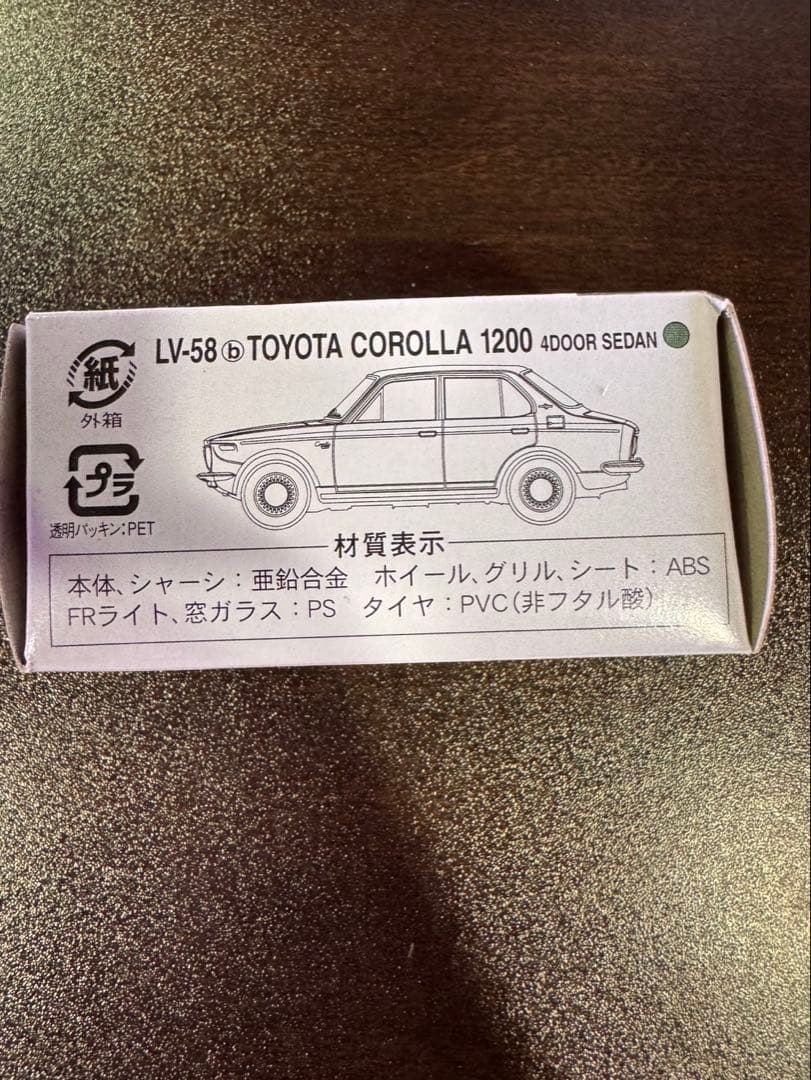 LV-58 ⓑ TOYOTA COROLLA 1200 4DOOR SEDAN
紙
外箱
プラ
透明パッキン:PET
材質表示
本体、シャーシ:亜鉛合金 ホイール、グリル、シート:ABS
FRライト、窓ガラス:PS タイヤ:PVC(非フタル酸)